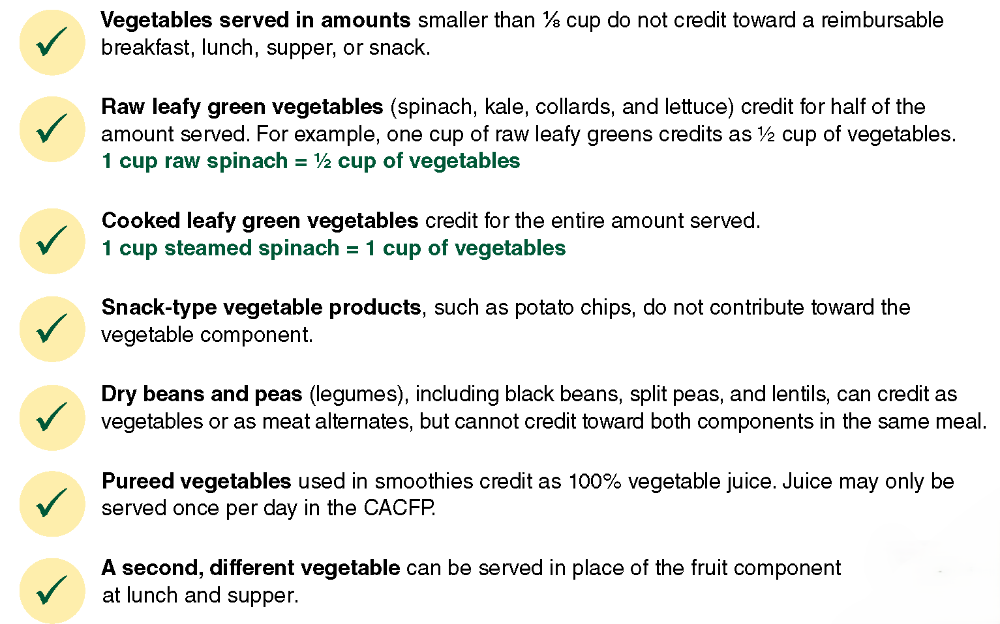 Vegetables served in amounts smaller than ⅛ cup do not credit toward a reimbursable
breakfast, lunch, supper, or snack.
Raw leafy green vegetables (spinach, kale, collards, and lettuce) credit for half of the
amount served. For example, one cup of raw leafy greens credits as ½ cup of vegetables.
1 cup raw spinach = ½ cup of vegetables
Cooked leafy green vegetables credit for the entire amount served.
1 cup steamed spinach = 1 cup of vegetables
Snack-type vegetable products, such as potato chips, do not contribute toward the
vegetable component.
Dry beans and peas (legumes), including black beans, split peas, and lentils, can credit as
vegetables or as meat alternates, but cannot credit toward both components in the same meal.
Pureed vegetables used in smoothies credit as 100% vegetable juice. Juice may only be
served once per day in the CACFP.
A second, different vegetable can be served in place of the fruit component
at lunch and supper.